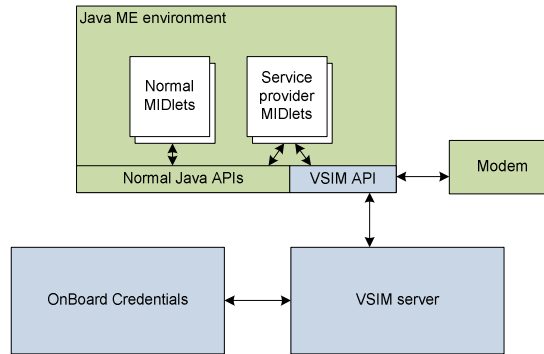 Java ME environment
Normal
MIDlets
Service
provider
MIDlets
Normal Java APIs
VSIM API
Modem
OnBoard Credentials
VSIM server